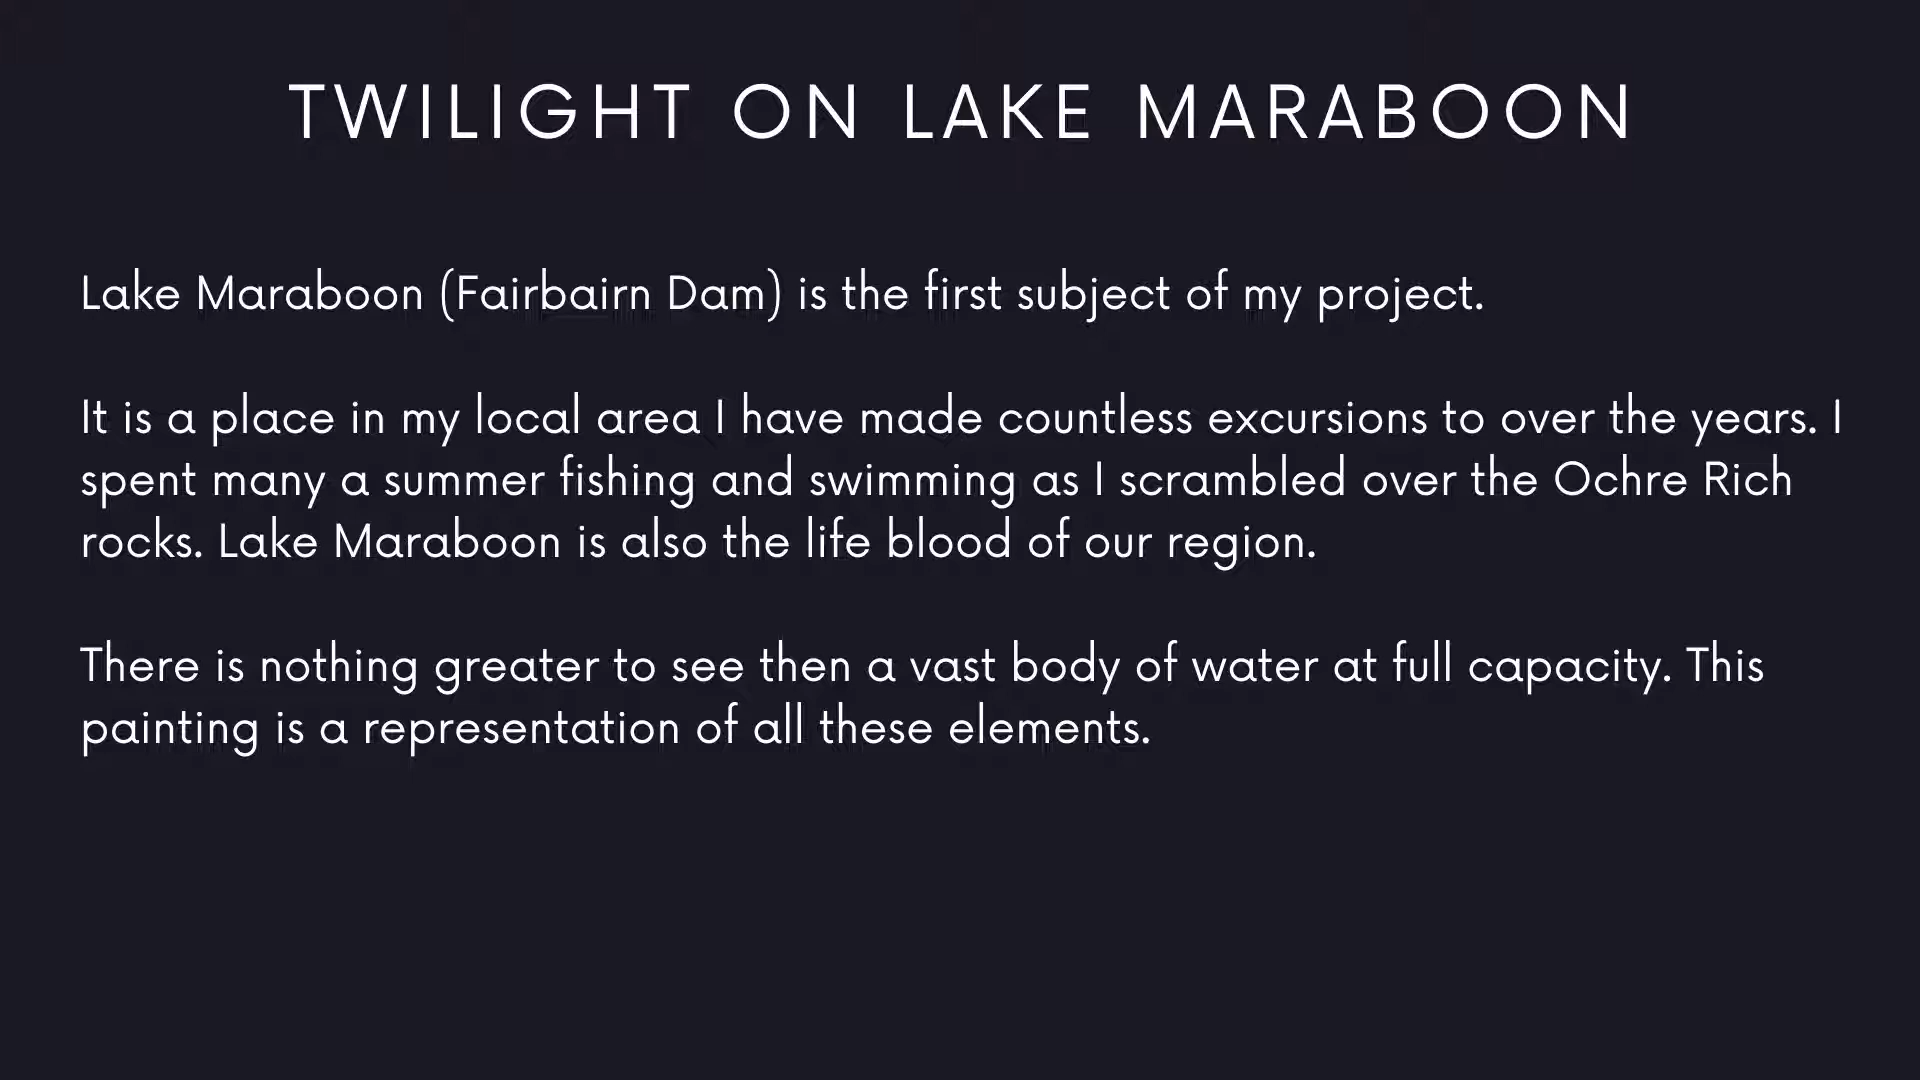 TWILIGHT ON LAKE MARABOON
Lake Maraboon (Fairbairn Dam) is the first subject of my project.
It is a place in my local area I have made countless excursions to over the years. I
spent many a summer fishing and swimming as I scrambled over the Ochre Rich
rocks. Lake Maraboon is also the life blood of our region.
There is nothing greater to see then a vast body of water at full capacity. This
painting is a representation of all these elements.